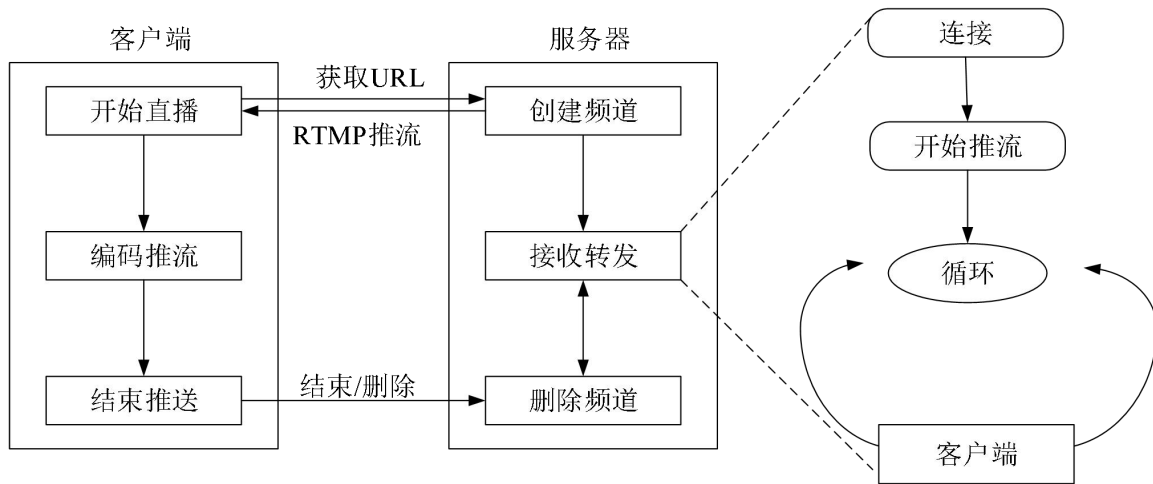 客户端
服务器
连接
获取URL
开始直播
创建频道
RTMP推流
开始推流
编码推流
接收转发
循环
结束推送
结束/删除
删除频道
客户端